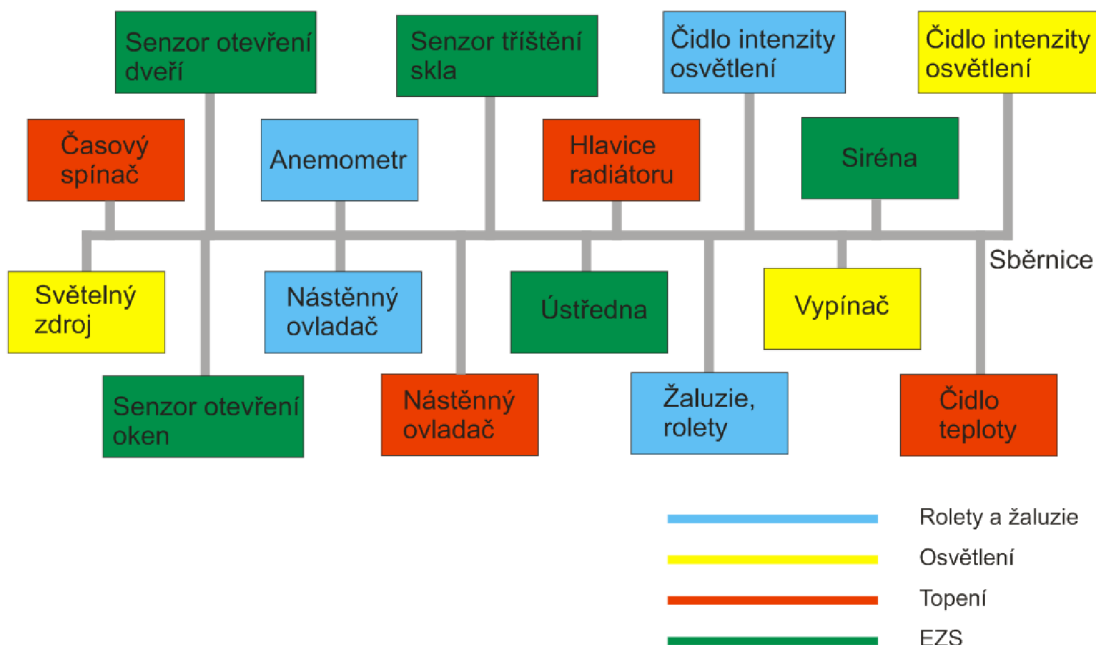 Senzor otevření
dveří
Senzor tříštění
skla
Čidlo intenzity
osvětlení
Čidlo intenzity
osvětlení
Časový
spínač
Anemometr
Hlavice
radiátoru
Siréna
Sběrnice
Světelný
zdroj
Nástěnný
ovladač
Ústředna
Vypínač
Senzor otevření
oken
Nástěnný
ovladač
Žaluzie,
rolety
Čidlo
teploty
Rolety a žaluzie
Osvětlení
Topení
EZS